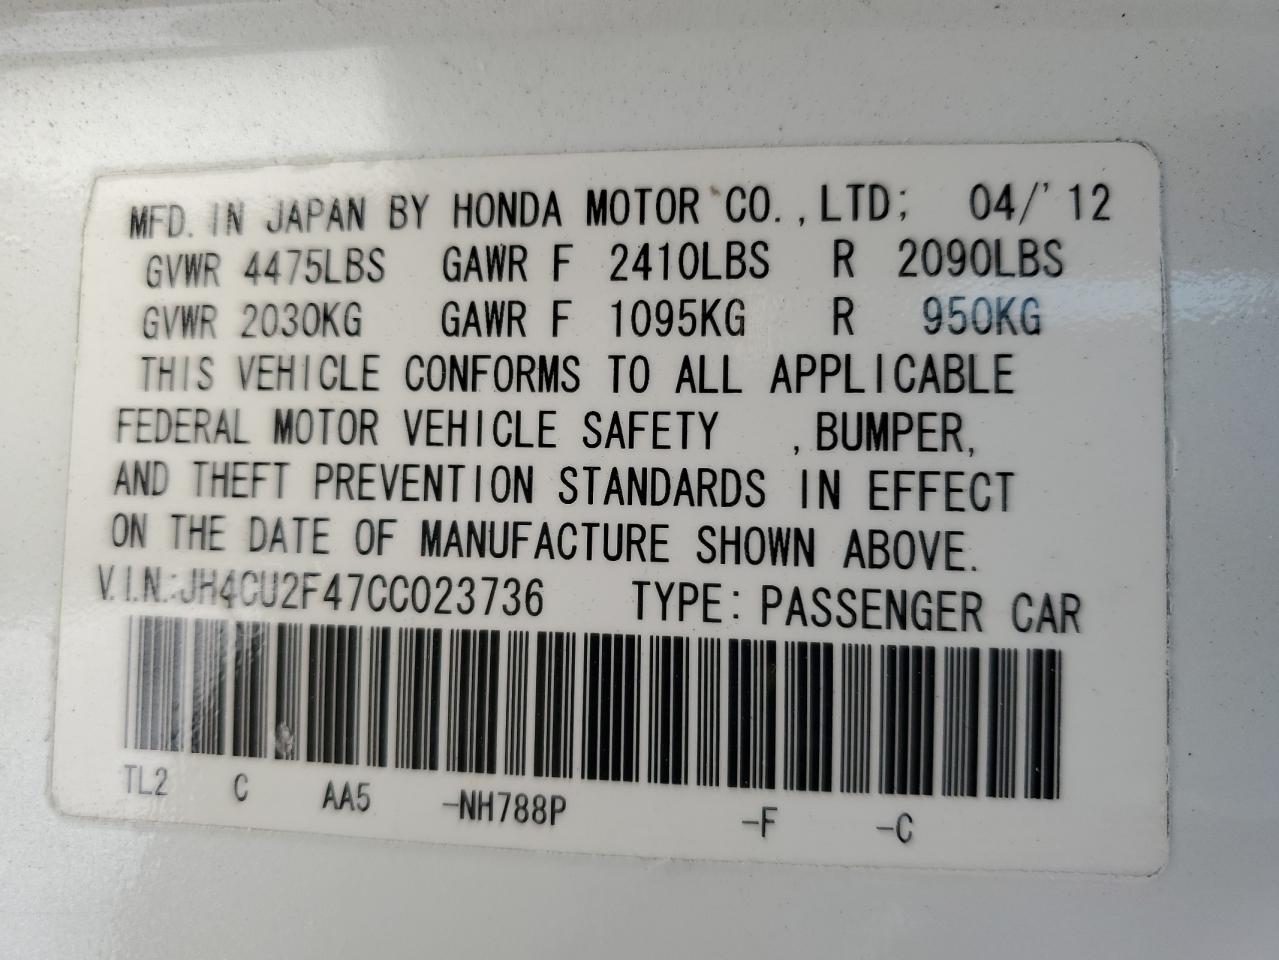 MFD. IN JAPAN BY HONDA MOTOR CO., LTD; 04/'12
GVWR 4475LBS GAWR F 2410LBS R 2090LBS
GVWR 2030KG GAWR F 1095KG R 950KG
THIS VEHICLE CONFORMS TO ALL APPLICABLE
FEDERAL MOTOR VEHICLE SAFETY , BUMPER,
AND THEFT PREVENTION STANDARDS IN EFFECT
ON THE DATE OF MANUFACTURE SHOWN ABOVE.
V.I.N.:JH4CU2F47CC023736 TYPE: PASSENGER CAR
TL2 C AA5 -NH788P -F -C